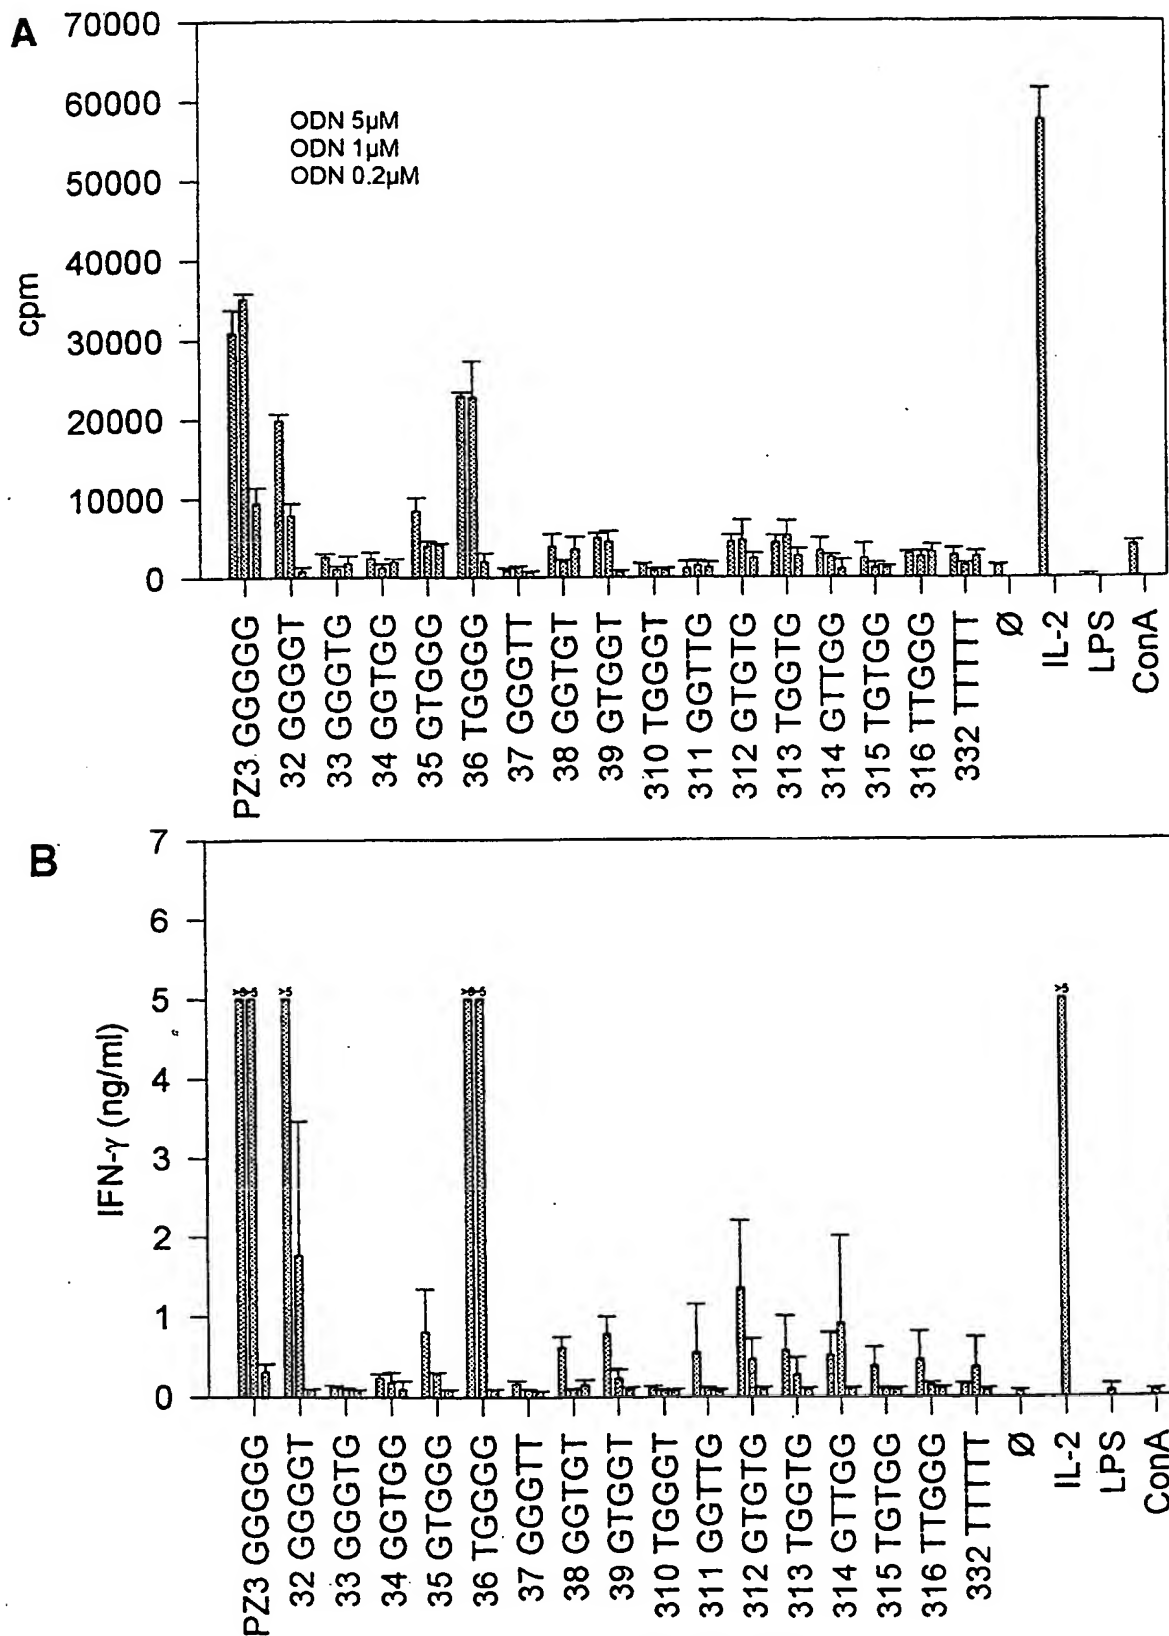 A
70000
60000
50000
40000
30000
20000
10000
0
cpm
ODN 5µM
ODN 1µM
ODN 0.2µM
PZ3 GGGGG
32 GGGGT
33 GGGTG
34 GGTGG
35 GTGGG
36 TGGGG
37 GGGTT
38 GGTGT
39 GTGGT
310 TGGGT
311 GGTTG
312 GTGTG
313 TGGTG
314 GTTGG
315 TGTGG
316 TTGGG
332 TTTTT
Ø
IL-2
LPS
ConA
B
7
6
5
4
3
2
1
0
IFN-γ (ng/ml)
>5
>5
>5
PZ3 GGGGG
32 GGGGT
33 GGGTG
34 GGTGG
35 GTGGG
36 TGGGG
37 GGGTT
38 GGTGT
39 GTGGT
310 TGGGT
311 GGTTG
312 GTGTG
313 TGGTG
314 GTTGG
315 TGTGG
316 TTGGG
332 TTTTT
Ø
IL-2
LPS
ConA